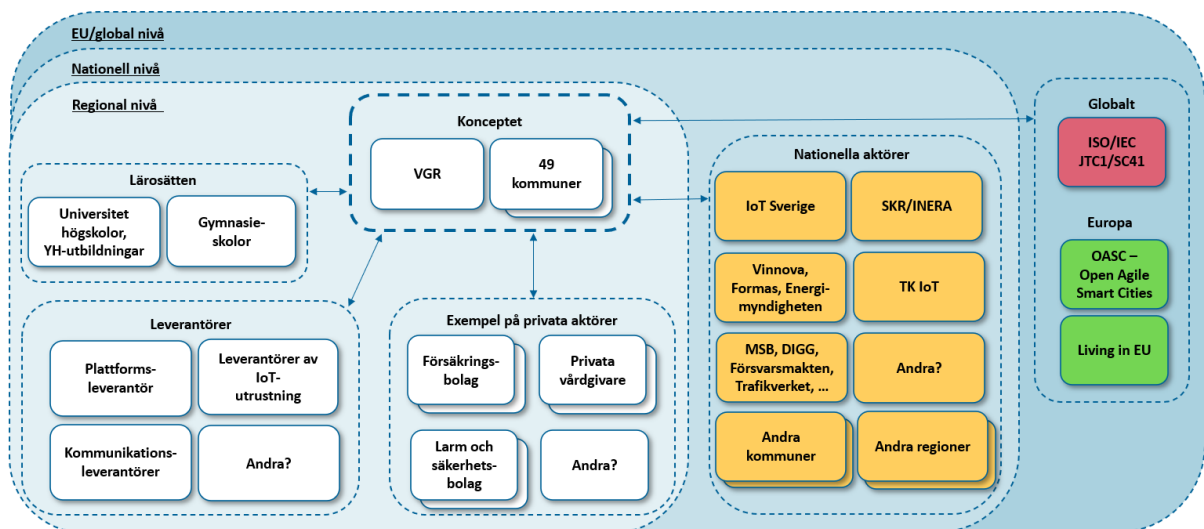 EU/global nivå
Nationell nivå
Regional nivå
Konceptet
VGR
49
kommuner
Lärosätten
Universitet
högskolor,
YH-utbildningar
Gymnasie-
skolor
Leverantörer
Plattforms-
leverantör
Leverantörer av
IoT-
utrustning
Kommunikations-
leverantörer
Andra?
Exempel på privata aktörer
Försäkrings-
bolag
Privata
vårdgivare
Larm och
säkerhets-
bolag
Andra?
Nationella aktörer
IoT Sverige
SKR/INERA
Vinnova,
Formas, Energi-
myndigheten
TK IoT
MSB, DIGG,
Försvarsmakten,
Trafikverket, ...
Andra?
Andra
kommuner
Andra regioner
Globalt
ISO/IEC
JTC1/SC41
Europa
OASC –
Open Agile
Smart Cities
Living in EU